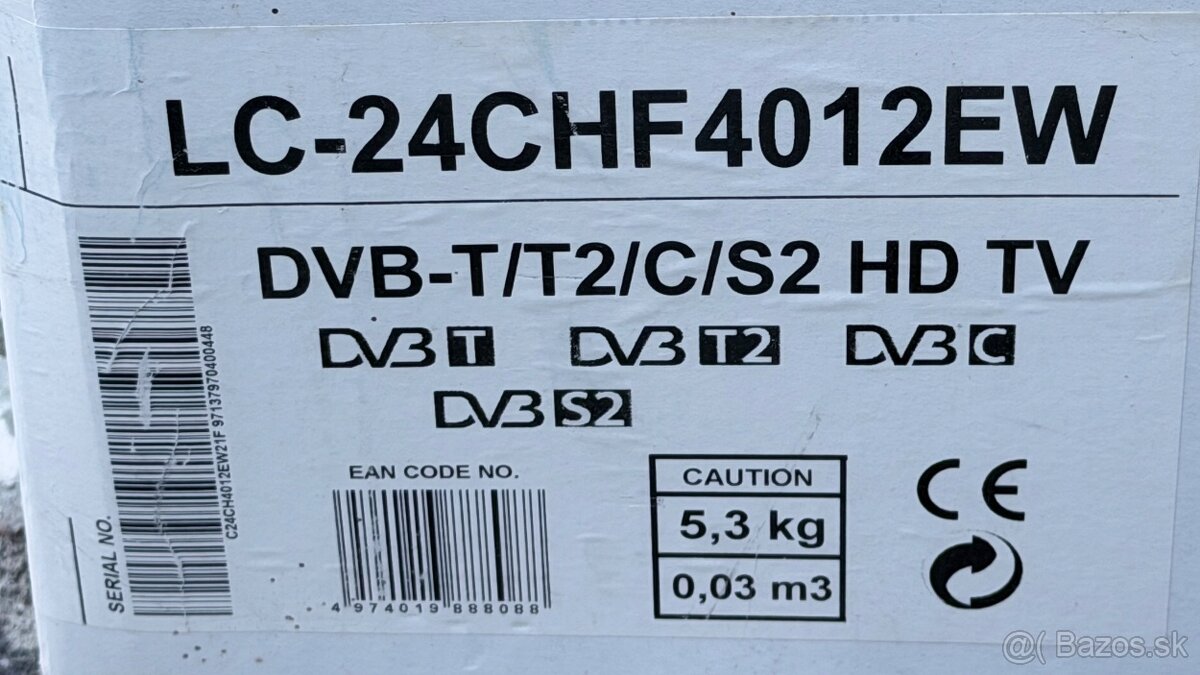 LC-24CHF4012EW
DVB-T/T2/C/S2 HD TV
DVB T DVB T2 DVB C
DVB S2
SERIAL NO.
C24CH4012EW21F 97137970400448
EAN CODE NO.
4 974019 888088
CAUTION
5,3 kg
0,03 m3
CE
@( Bazos.sk